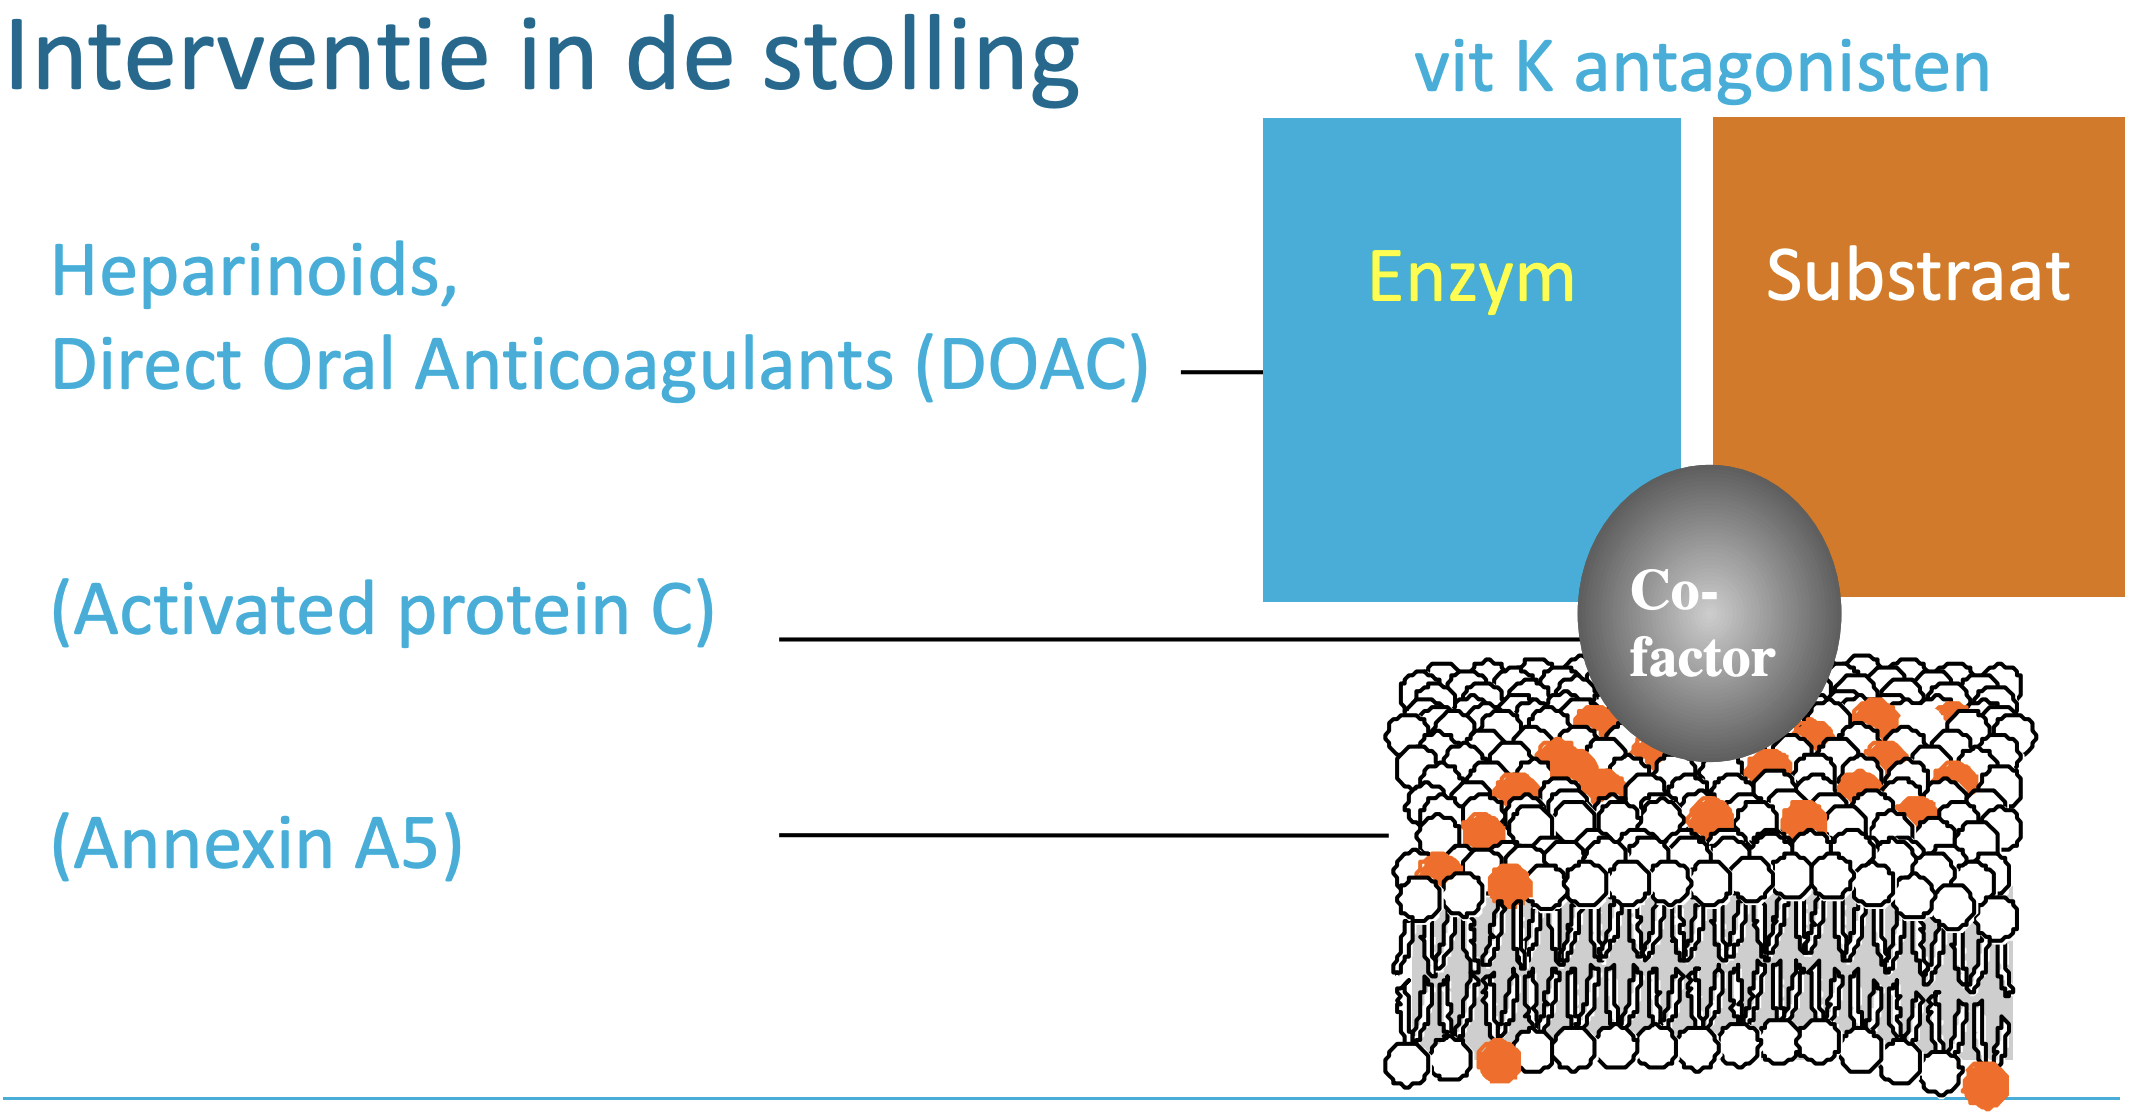 Interventie in de stolling
vit K antagonisten
Heparinoids,
Direct Oral Anticoagulants (DOAC)
Enzym
Substraat
(Activated protein C)
Co-
factor
(Annexin A5)